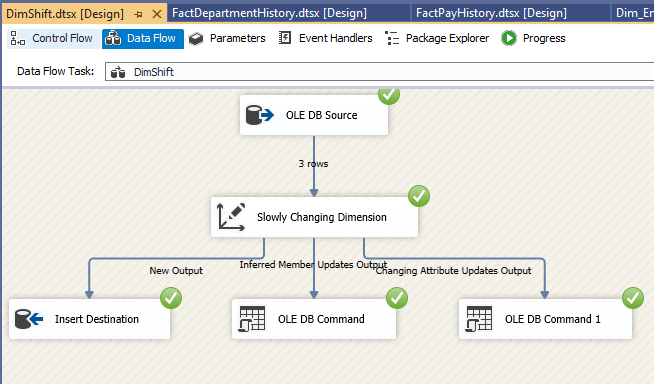 DimShift.dtsx [Design] FactDepartmentHistory.dtsx [Design] FactPayHistory.dtsx [Design] Dim_En
Control Flow Data Flow Parameters Event Handlers Package Explorer Progress
Data Flow Task: DimShift
OLE DB Source
3 rows
Slowly Changing Dimension
New Output Inferred Member Updates Output Changing Attribute Updates Output
Insert Destination OLE DB Command OLE DB Command 1